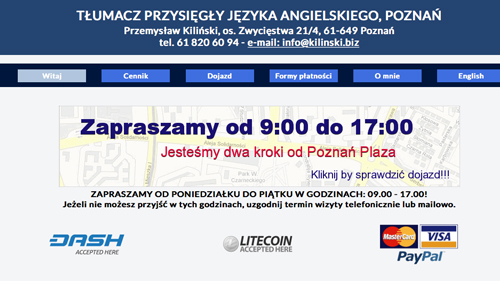 TŁUMACZ PRZYSIĘGŁY JĘZYKA ANGIELSKIEGO, POZNAŃ
Przemysław Kiliński, os. Zwycięstwa 21/4, 61-649 Poznań
tel. 61 820 60 94 - e-mail: info@kilinski.biz
Witaj Cennik Dojazd Formy płatności O mnie English
Zapraszamy od 9:00 do 17:00
Jesteśmy dwa kroki od Poznań Plaza
Kliknij by sprawdzić dojazd!!!
ZAPRASZAMY OD PONIEDZIAŁKU DO PIĄTKU W GODZINACH: 09.00 - 17.00!
Jeżeli nie możesz przyjść w tych godzinach, uzgodnij termin wizyty telefonicznie lub mailowo.
DASH
ACCEPTED HERE
LITECOIN
ACCEPTED HERE
MasterCard VISA
PayPal